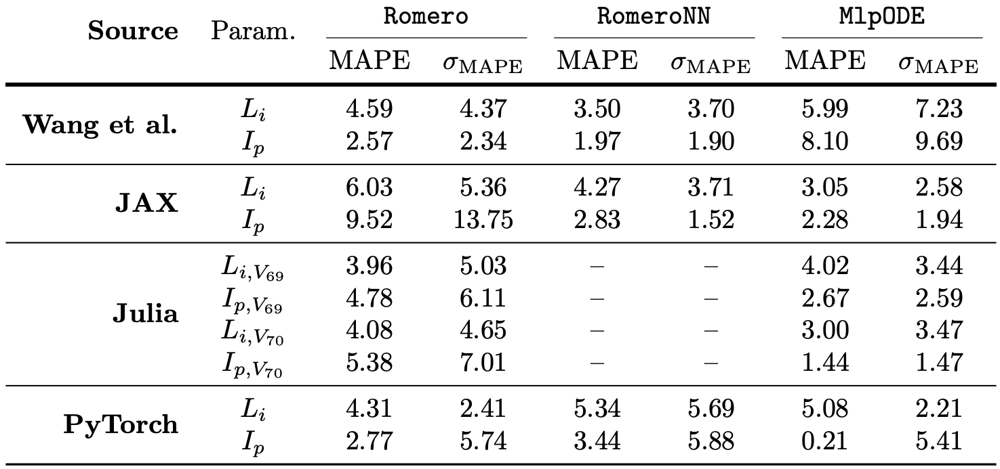 Source Param. Romero RomeroNN MlpODE
MAPE σMAPE MAPE σMAPE MAPE σMAPE
Wang et al.
Li 4.59 4.37 3.50 3.70 5.99 7.23
Ip 2.57 2.34 1.97 1.90 8.10 9.69
JAX
Li 6.03 5.36 4.27 3.71 3.05 2.58
Ip 9.52 13.75 2.83 1.52 2.28 1.94
Julia
Li,V69 3.96 5.03 – – 4.02 3.44
Ip,V69 4.78 6.11 – – 2.67 2.59
Li,V70 4.08 4.65 – – 3.00 3.47
Ip,V70 5.38 7.01 – – 1.44 1.47
PyTorch
Li 4.31 2.41 5.34 5.69 5.08 2.21
Ip 2.77 5.74 3.44 5.88 0.21 5.41